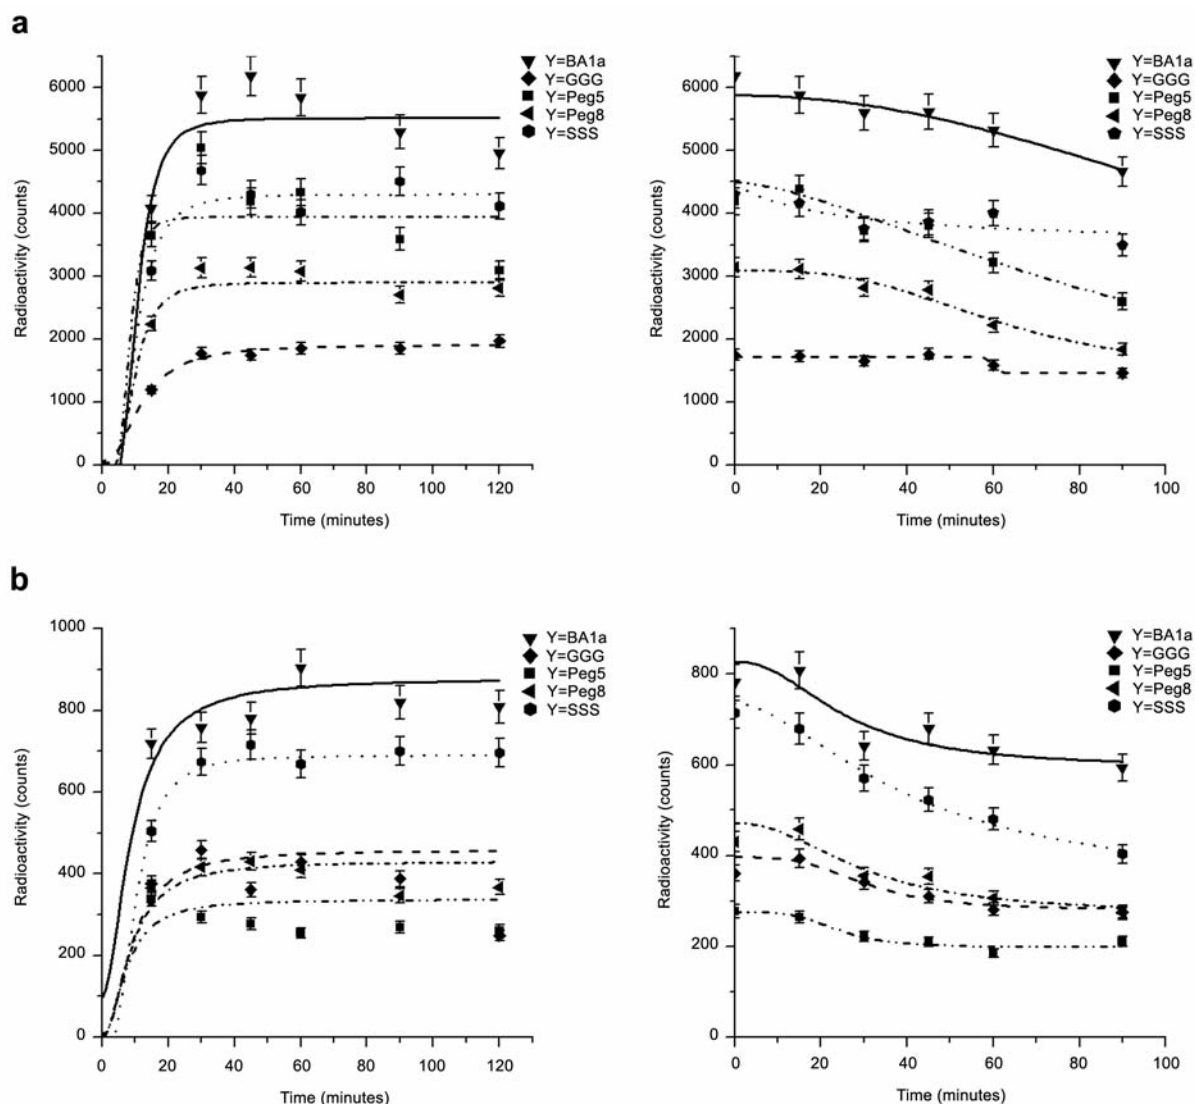 a
6000
5000
4000
3000
2000
1000
0
Radioactivity (counts)
0 20 40 60 80 100 120
Time (minutes)
Y=BA1a
Y=GGG
Y=Peg5
Y=Peg8
Y=SSS
6000
5000
4000
3000
2000
1000
0
Radioactivity (counts)
0 20 40 60 80 100
Time (minutes)
Y=BA1a
Y=GGG
Y=Peg5
Y=Peg8
Y=SSS
b
1000
800
600
400
200
0
Radioactivity (counts)
0 20 40 60 80 100 120
Time (minutes)
Y=BA1a
Y=GGG
Y=Peg5
Y=Peg8
Y=SSS
800
600
400
200
0
Radioactivity (counts)
0 20 40 60 80 100
Time (minutes)
Y=BA1a
Y=GGG
Y=Peg5
Y=Peg8
Y=SSS